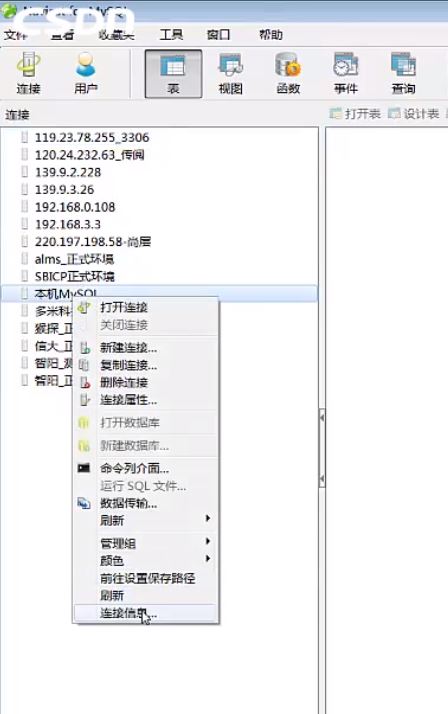 CSDN
Navicat for MySQL
文件 查看 收藏夹 工具 窗口 帮助
连接 用户 表 视图 函数 事件 查询
连接 打开表 设计表
119.23.78.255_3306
120.24.232.63_传阅
139.9.2.228
139.9.3.26
192.168.0.108
192.168.3.3
220.197.198.58-尚层
alms_正式环境
SBICP正式环境
本机MySQL
多米科
猴探_正
信大_正
智阳_测
智阳_正
打开连接
关闭连接
新建连接...
复制连接...
删除连接
连接属性...
打开数据库
新建数据库...
命令列介面...
运行 SQL 文件...
数据传输...
刷新
管理组
颜色
前往设置保存路径
刷新
连接信息...